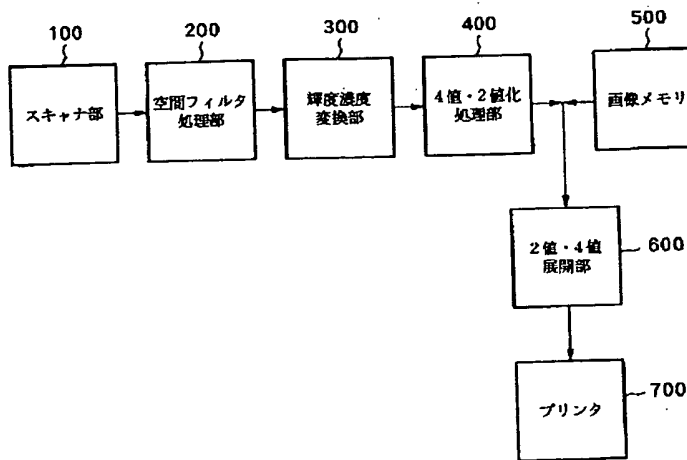 100
200
300
400
500
スキャナ部
空間フィルタ
処理部
輝度濃度
変換部
4値・2値化
処理部
画像メモリ
2値・4値
展開部
600
プリンタ
700